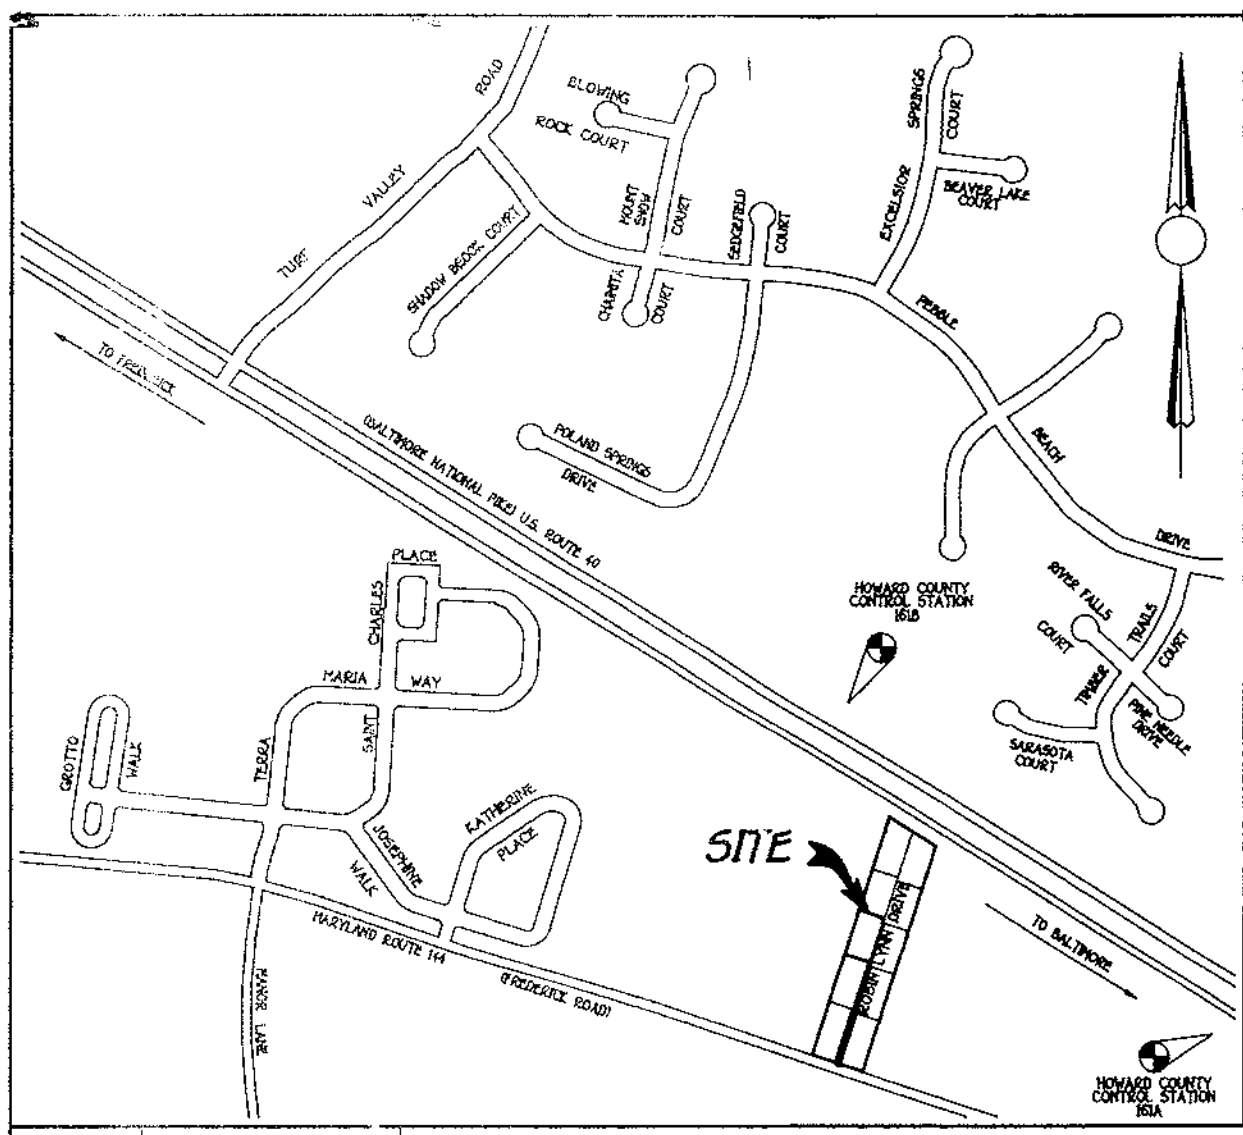 ROAD
VALLEY
TURF
BLOWING
ROCK COURT
MOUNT
SNOW
COURT
SHADOW BROOK COURT
CHARITA
COURT
SEDGEFIELD
COURT
EXCELSIOR
SPRINGS
COURT
BEAVER LAKE
COURT
PEBBLE
BEACH
DRIVE
TO FREDERICK
(BALTIMORE NATIONAL PIKE) U.S. ROUTE 40
POLAND SPRINGS
DRIVE
RIVER FALLS
COURT
TIMBER
TRAILS
COURT
PINE NEEDLE
DRIVE
SARASOTA
COURT
HOWARD COUNTY
CONTROL STATION
161B
PLACE
CHARLES
SAINT
MARIA
WAY
TERRA
GROTTO
WALK
JOSEPHINE
WALK
KATHERINE
PLACE
MARYLAND ROUTE 144
(FREDERICK ROAD)
MANOR LANE
SITE
ROBIN LYNN DRIVE
TO BALTIMORE
HOWARD COUNTY
CONTROL STATION
161A